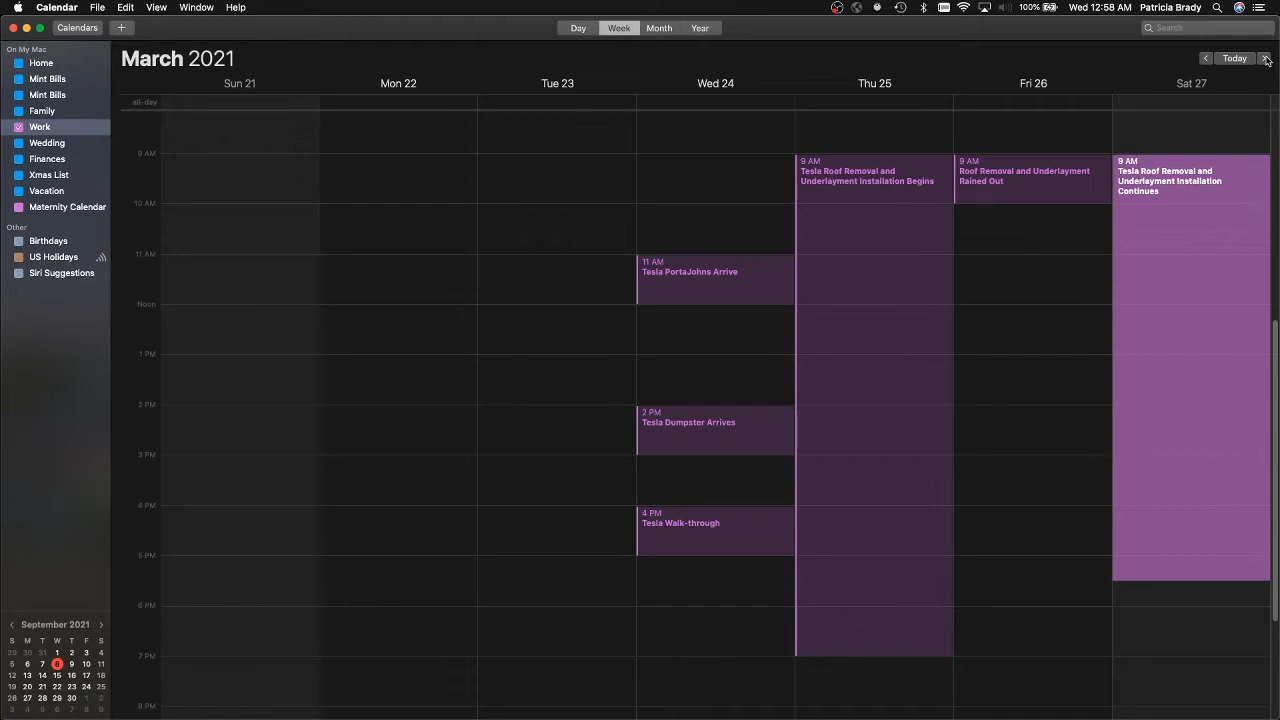 Calendar File Edit View Window Help 100% Wed 12:58 AM Patricia Brady
Calendars + Day Week Month Year Search
On My Mac
Home
Mint Bills
Mint Bills
Family
Work
Wedding
Finances
Xmas List
Vacation
Maternity Calendar
Other
Birthdays
US Holidays
Siri Suggestions
March 2021
< Today >
Sun 21 Mon 22 Tue 23 Wed 24 Thu 25 Fri 26 Sat 27
all-day
9 AM
10 AM
11 AM
Noon
1 PM
2 PM
3 PM
4 PM
5 PM
6 PM
7 PM
8 PM
11 AM
Tesla PortaJohns Arrive
2 PM
Tesla Dumpster Arrives
4 PM
Tesla Walk-through
9 AM
Tesla Roof Removal and
Underlayment Installation Begins
9 AM
Roof Removal and Underlayment
Rained Out
9 AM
Tesla Roof Removal and
Underlayment Installation
Continues
< September 2021 >
S M T W T F S
29 30 31 1 2 3 4
5 6 7 8 9 10 11
12 13 14 15 16 17 18
19 20 21 22 23 24 25
26 27 28 29 30 1 2
3 4 5 6 7 8 9